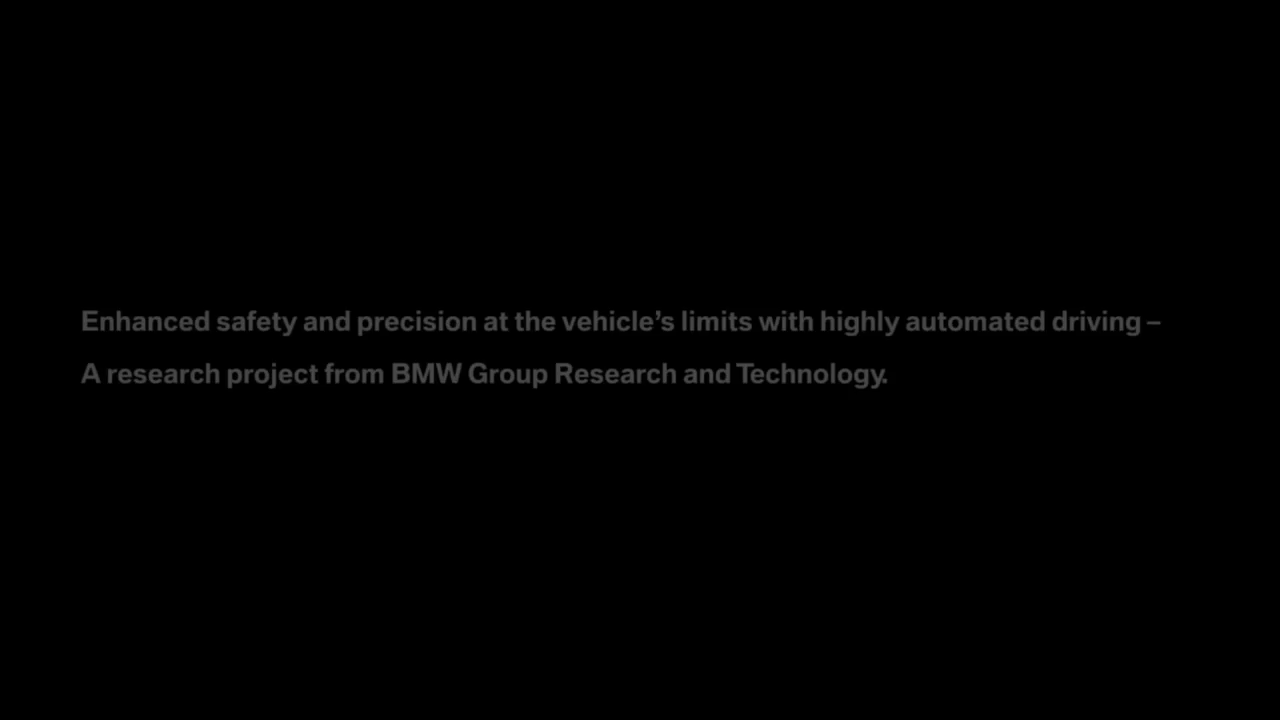 Enhanced safety and precision at the vehicle’s limits with highly automated driving –
A research project from BMW Group Research and Technology.